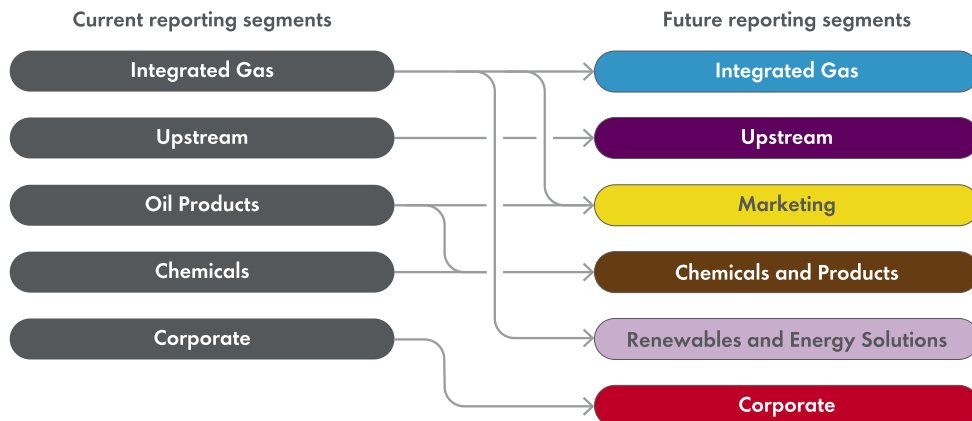 Current reporting segments
Future reporting segments
Integrated Gas
Integrated Gas
Upstream
Upstream
Oil Products
Marketing
Chemicals
Chemicals and Products
Corporate
Renewables and Energy Solutions
Corporate